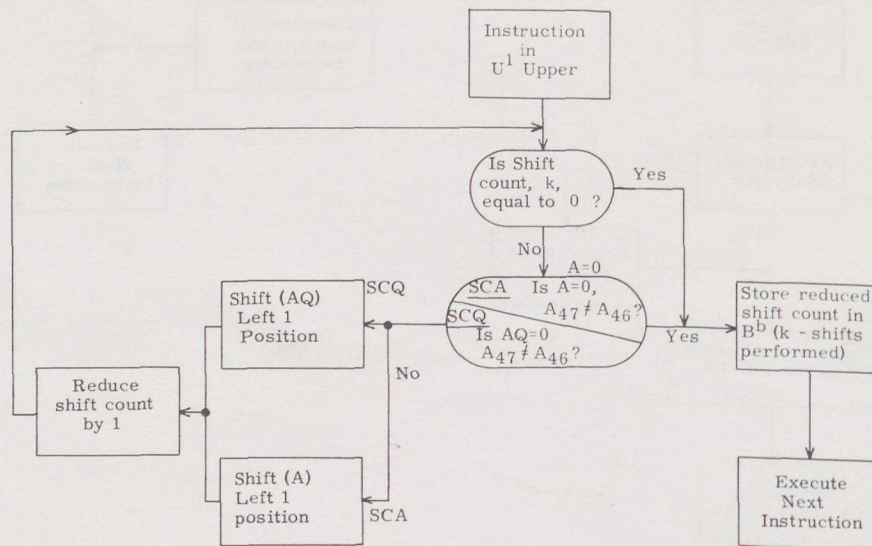 Instruction
in
U¹ Upper
Is Shift
count, k,
equal to 0 ?
Yes
No
A=0
SCA Is A=0,
A₄₇ ≠ A₄₆?
SCQ
Is AQ=0
A₄₇ ≠ A₄₆?
Yes
SCQ
No
SCA
Shift (AQ)
Left 1
Position
Shift (A)
Left 1
position
Reduce
shift count
by 1
Store reduced
shift count in
Bᵇ (k - shifts
performed)
Execute
Next
Instruction